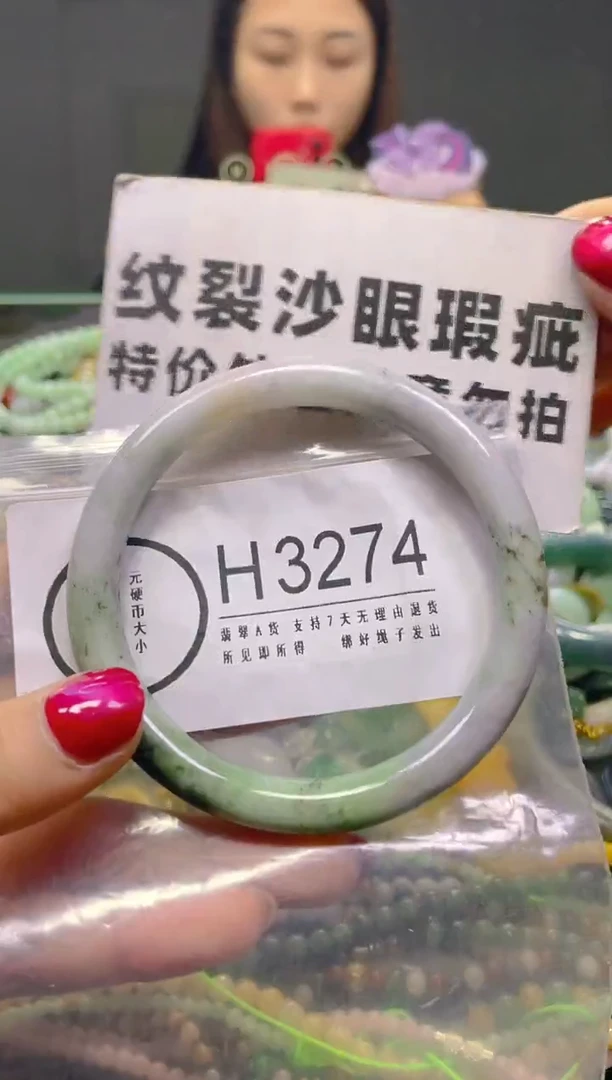 纹裂沙眼瑕疵
特价 意勿拍
元硬币大小
H3274
翡翠A货 支持7天无理由退货
所见即所得 绑好绳子发出